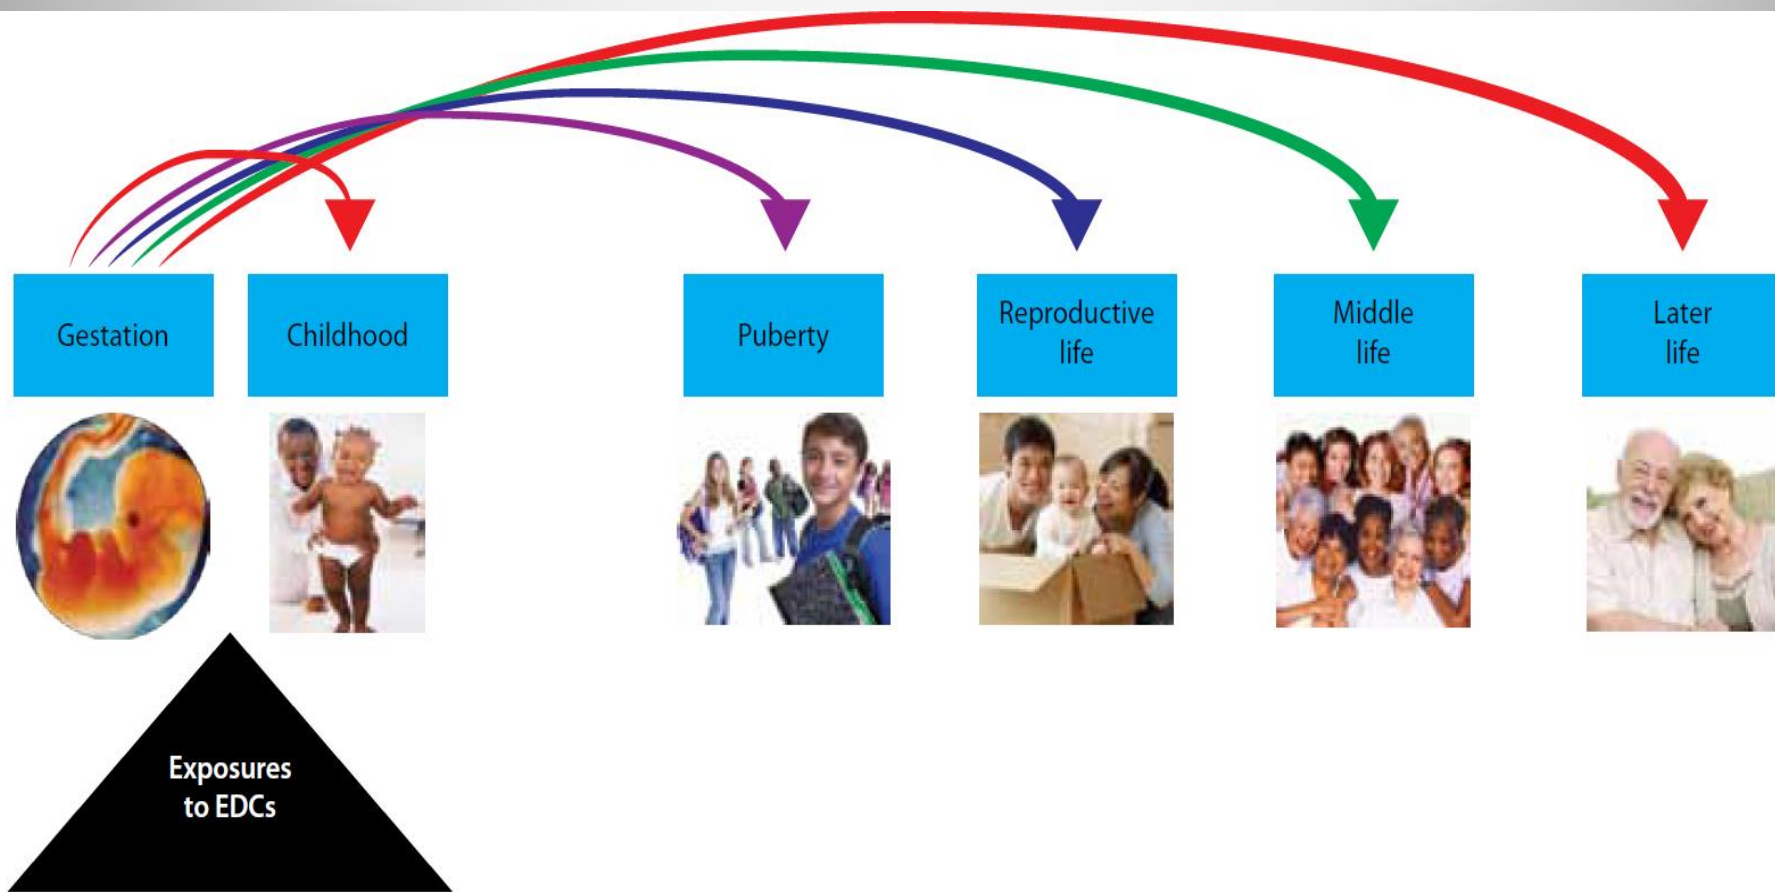 Gestation
Childhood
Puberty
Reproductive
life
Middle
life
Later
life
Exposures
to EDCs